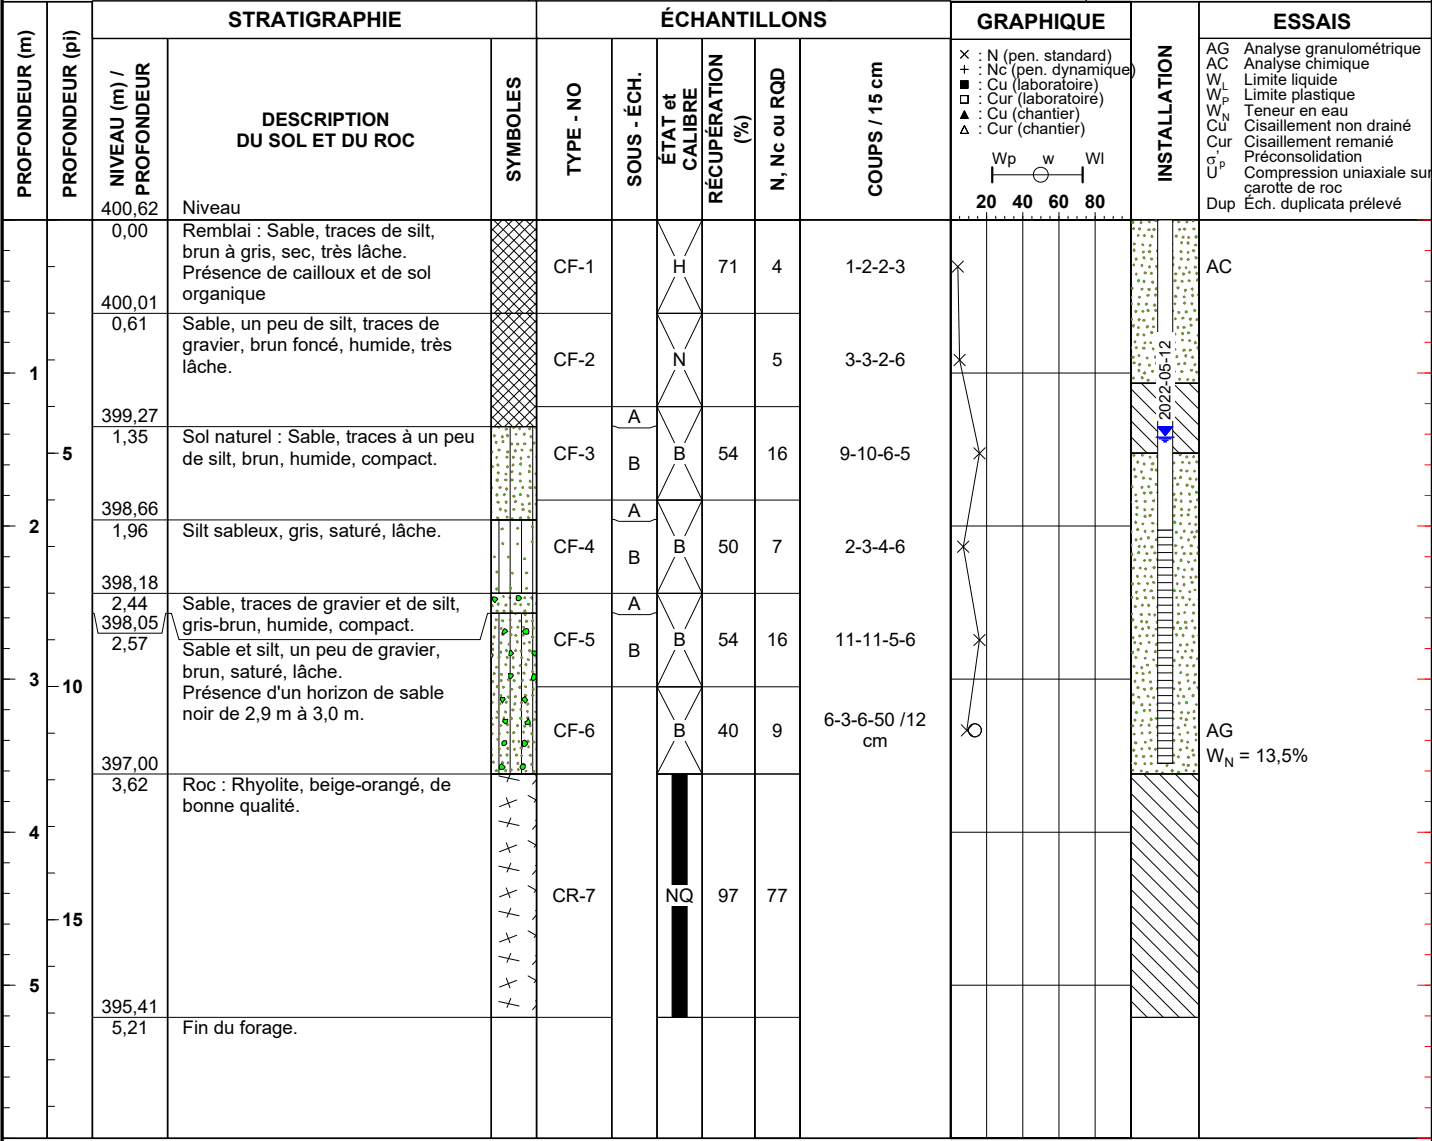 STRATIGRAPHIE
ÉCHANTILLONS
GRAPHIQUE
ESSAIS
PROFONDEUR (m)
PROFONDEUR (pi)
NIVEAU (m) /
PROFONDEUR
DESCRIPTION
DU SOL ET DU ROC
SYMBOLES
TYPE - NO
SOUS - ÉCH.
ÉTAT et
CALIBRE
RÉCUPÉRATION
(%)
N, Nc ou RQD
COUPS / 15 cm
× : N (pen. standard)
+ : Nc (pen. dynamique)
■ : Cu (laboratoire)
□ : Cur (laboratoire)
▲ : Cu (chantier)
△ : Cur (chantier)
Wp w Wl
20 40 60 80
INSTALLATION
AG Analyse granulométrique
AC Analyse chimique
W_L Limite liquide
W_P Limite plastique
W_N Teneur en eau
Cu Cisaillement non drainé
Cur Cisaillement remanié
σ'_p Préconsolidation
U Compression uniaxiale sur
carotte de roc
Dup Éch. duplicata prélevé
400,62 Niveau
0,00 Remblai : Sable, traces de silt,
brun à gris, sec, très lâche.
Présence de cailloux et de sol
organique
400,01
CF-1 H 71 4 1-2-2-3 AC
0,61 Sable, un peu de silt, traces de
gravier, brun foncé, humide, très
lâche.
399,27
CF-2 N 5 3-3-2-6
1
2022-05-12
1,35 Sol naturel : Sable, traces à un peu
de silt, brun, humide, compact.
398,66
A
CF-3 B B 54 16 9-10-6-5
5
1,96 Silt sableux, gris, saturé, lâche.
398,18
2
A
CF-4 B B 50 7 2-3-4-6
2,44 Sable, traces de gravier et de silt,
gris-brun, humide, compact.
398,05
A
CF-5 B B 54 16 11-11-5-6
2,57 Sable et silt, un peu de gravier,
brun, saturé, lâche.
Présence d'un horizon de sable
noir de 2,9 m à 3,0 m.
397,00
3
10
CF-6 B 40 9 6-3-6-50 /12
cm
AG
W_N = 13,5%
3,62 Roc : Rhyolite, beige-orangé, de
bonne qualité.
4
CR-7 NQ 97 77
15
5
395,41
5,21 Fin du forage.